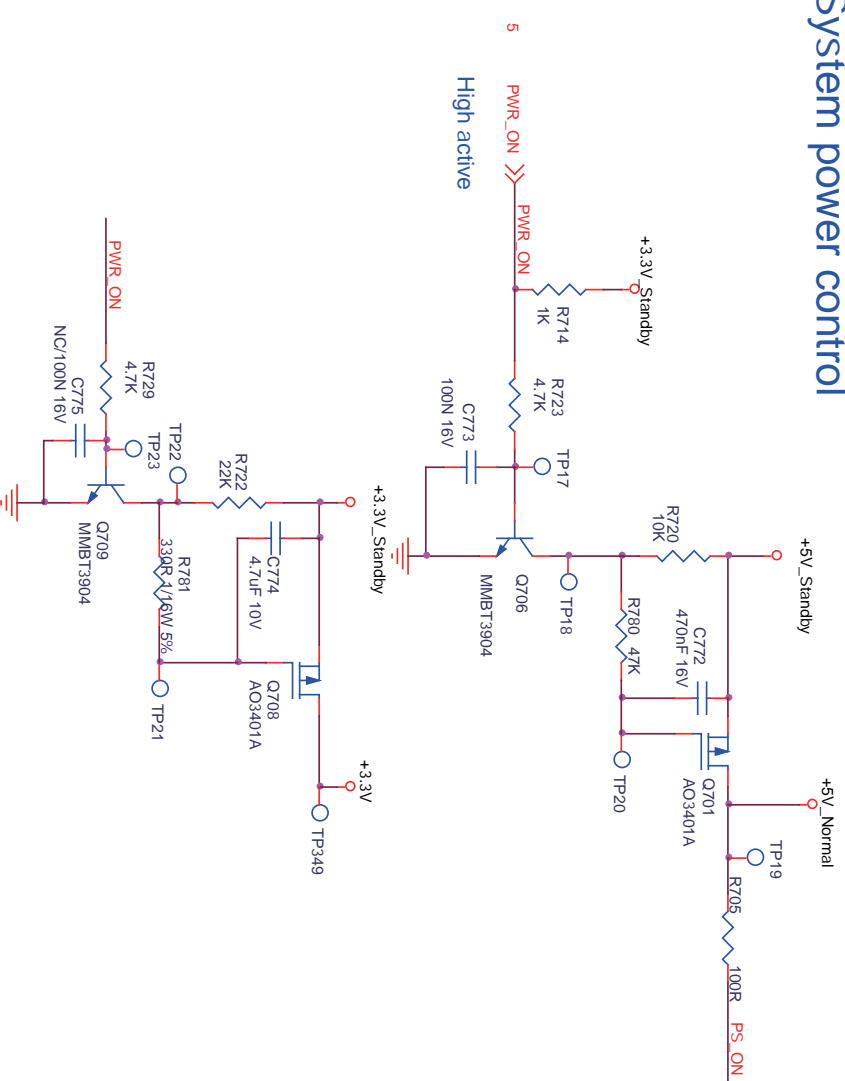 System power control
+5V_Normal
+5V_Standby
TP19
R705
100R
PS_ON
C772
470nF 16V
Q701
AO3401A
R720
10K
+3.3V_Standby
R780
47K
TP20
TP18
R714
1K
R723
4.7K
TP17
Q706
MMBT3904
5
PWR_ON
PWR_ON
C773
100N 16V
High active
+3.3V_Standby
+3.3V
TP349
C774
4.7uF 10V
Q708
AO3401A
R722
22K
TP22
R781
330R 1/16W 5%
TP21
R729
4.7K
TP23
Q709
MMBT3904
PWR_ON
C775
NC/100N 16V